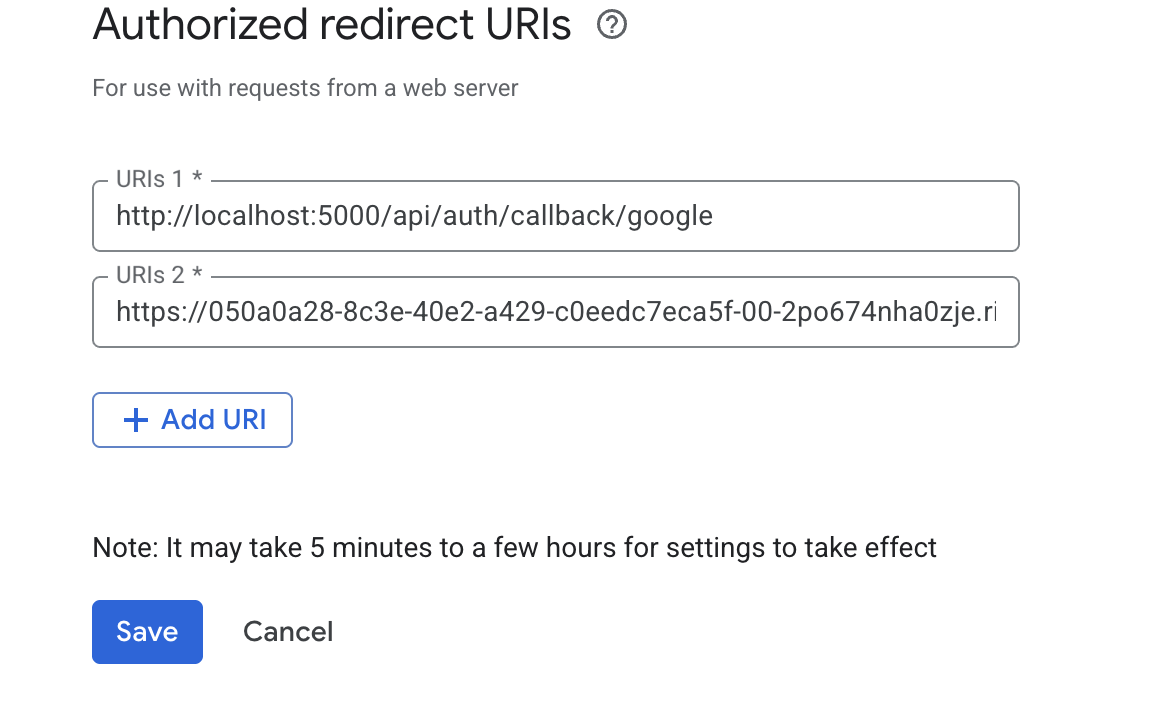 Authorized redirect URIs
For use with requests from a web server
URIs 1 *
http://localhost:5000/api/auth/callback/google
URIs 2 *
https://050a0a28-8c3e-40e2-a429-c0eedc7eca5f-00-2po674nha0zje.ri
+ Add URI
Note: It may take 5 minutes to a few hours for settings to take effect
Save Cancel